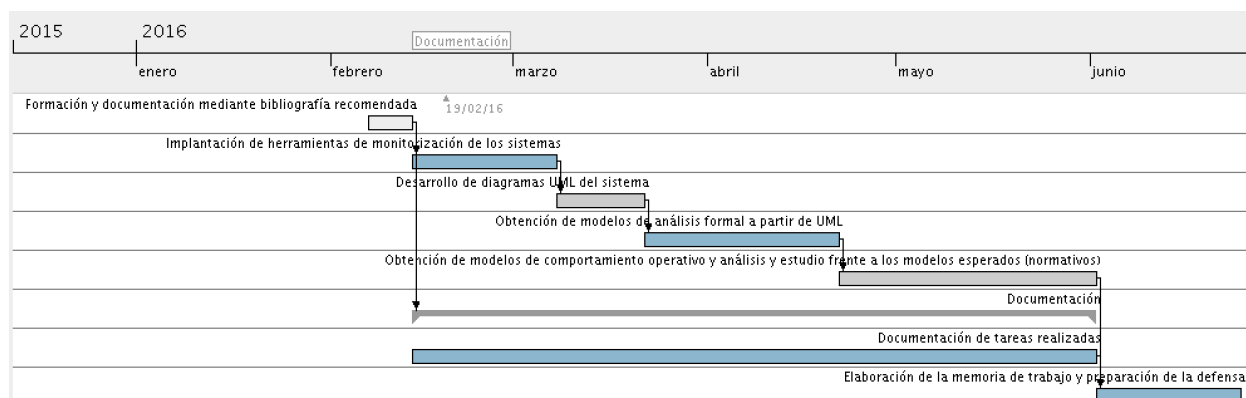 2015 2016
Documentación
enero febrero marzo abril mayo junio
Formación y documentación mediante bibliografía recomendada
19/02/16
Implantación de herramientas de monitorización de los sistemas
Desarrollo de diagramas UML del sistema
Obtención de modelos de análisis formal a partir de UML
Obtención de modelos de comportamiento operativo y análisis y estudio frente a los modelos esperados (normativos)
Documentación
Documentación de tareas realizadas
Elaboración de la memoria de trabajo y preparación de la defensa